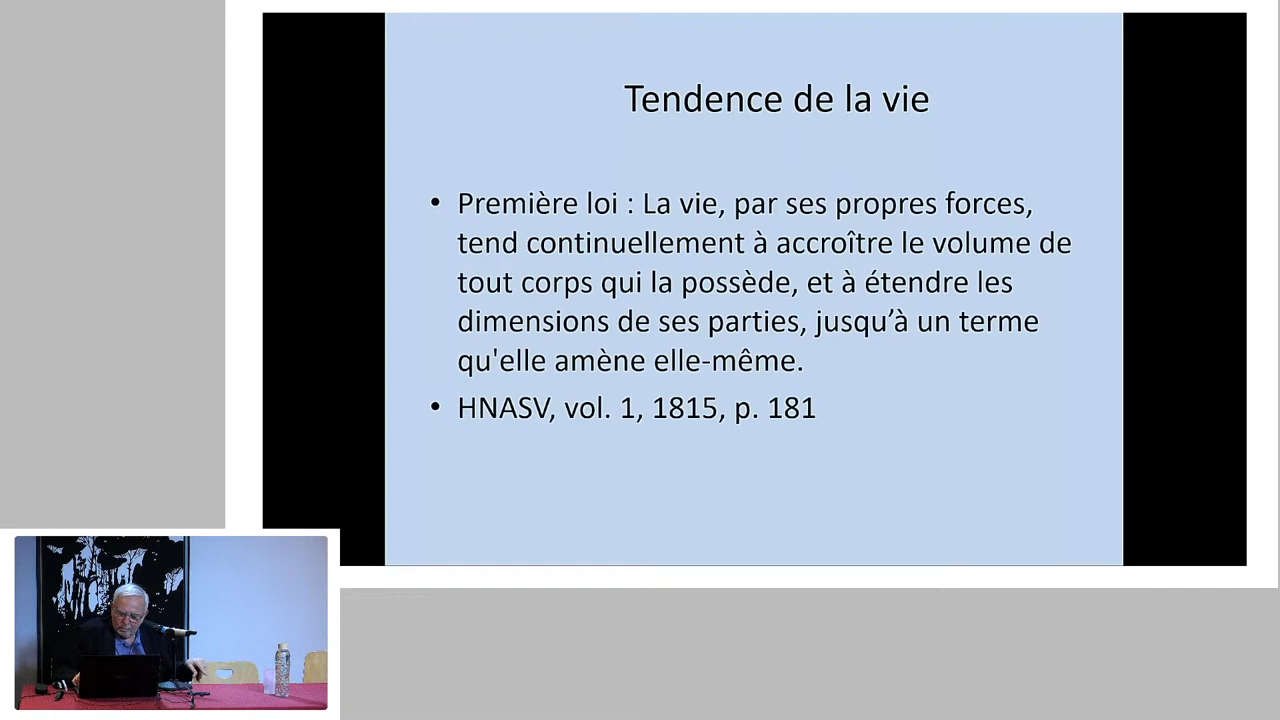 Tendence de la vie
• Première loi : La vie, par ses propres forces,
tend continuellement à accroître le volume de
tout corps qui la possède, et à étendre les
dimensions de ses parties, jusqu’à un terme
qu'elle amène elle-même.
• HNASV, vol. 1, 1815, p. 181